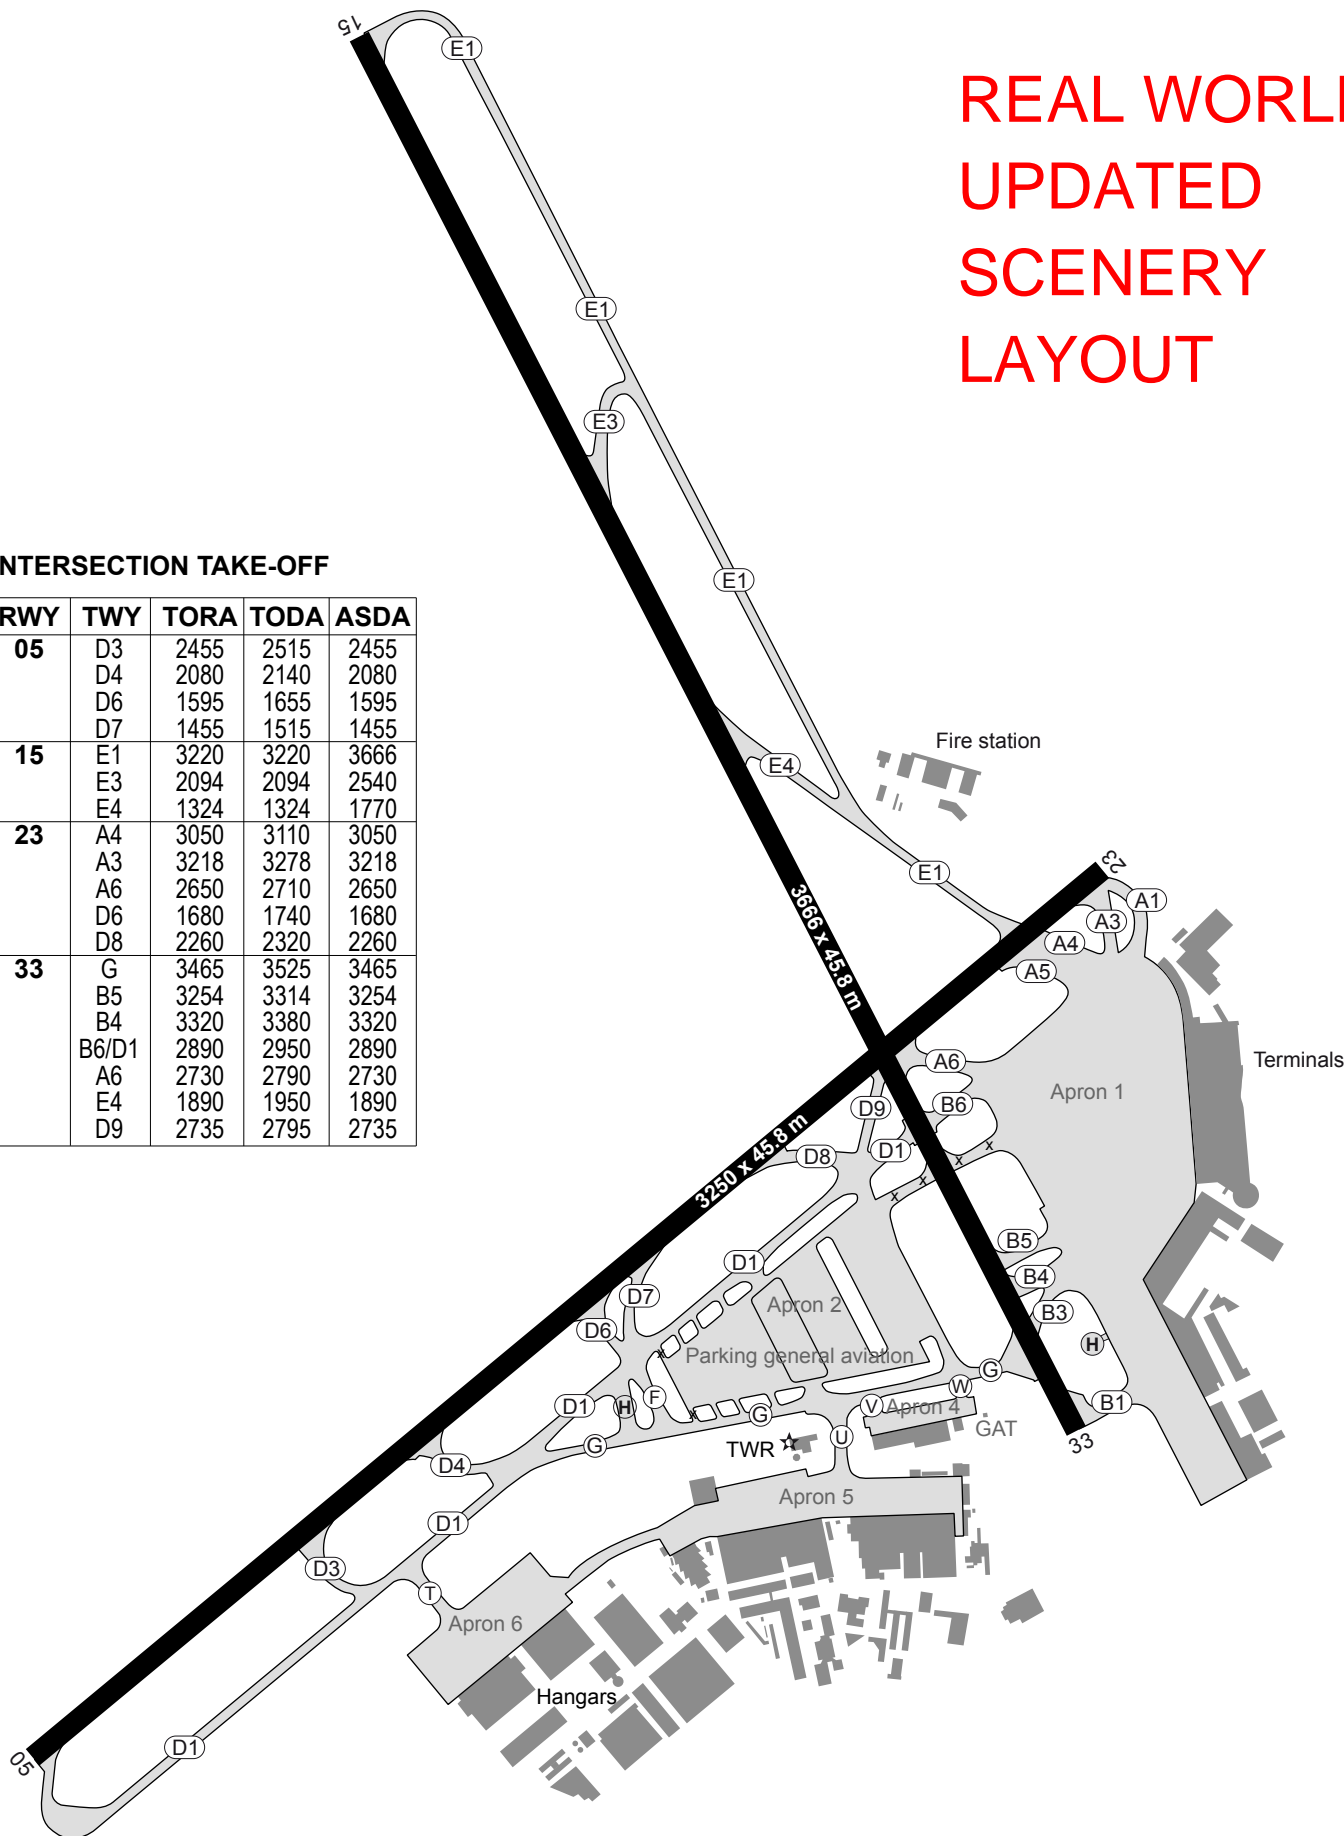 15
E1
REAL WORL
UPDATED
SCENERY
LAYOUT
E1
E3
NTERSECTION TAKE-OFF
RWY TWY TORA TODA ASDA
05 D3 2455 2515 2455
D4 2080 2140 2080
D6 1595 1655 1595
D7 1455 1515 1455
15 E1 3220 3220 3666
E3 2094 2094 2540
E4 1324 1324 1770
23 A4 3050 3110 3050
A3 3218 3278 3218
A6 2650 2710 2650
D6 1680 1740 1680
D8 2260 2320 2260
33 G 3465 3525 3465
B5 3254 3314 3254
B4 3320 3380 3320
B6/D1 2890 2950 2890
A6 2730 2790 2730
E4 1890 1950 1890
D9 2735 2795 2735
E1
Fire station
E4
23
E1
A1
A3
A4
3666 x 45.8 m
A5
A6
Terminals
Apron 1
B6
D9
D1
x
x
D8
3250 x 45.8 m
x
x
B5
D1
B4
D7
Apron 2
B3
D6
H
x
Parking general aviation
G
W
F
B1
D1
H
V
Apron 4
x
G
GAT
G
TWR
U
33
D4
Apron 5
D1
D3
T
Apron 6
Hangars
D1
05